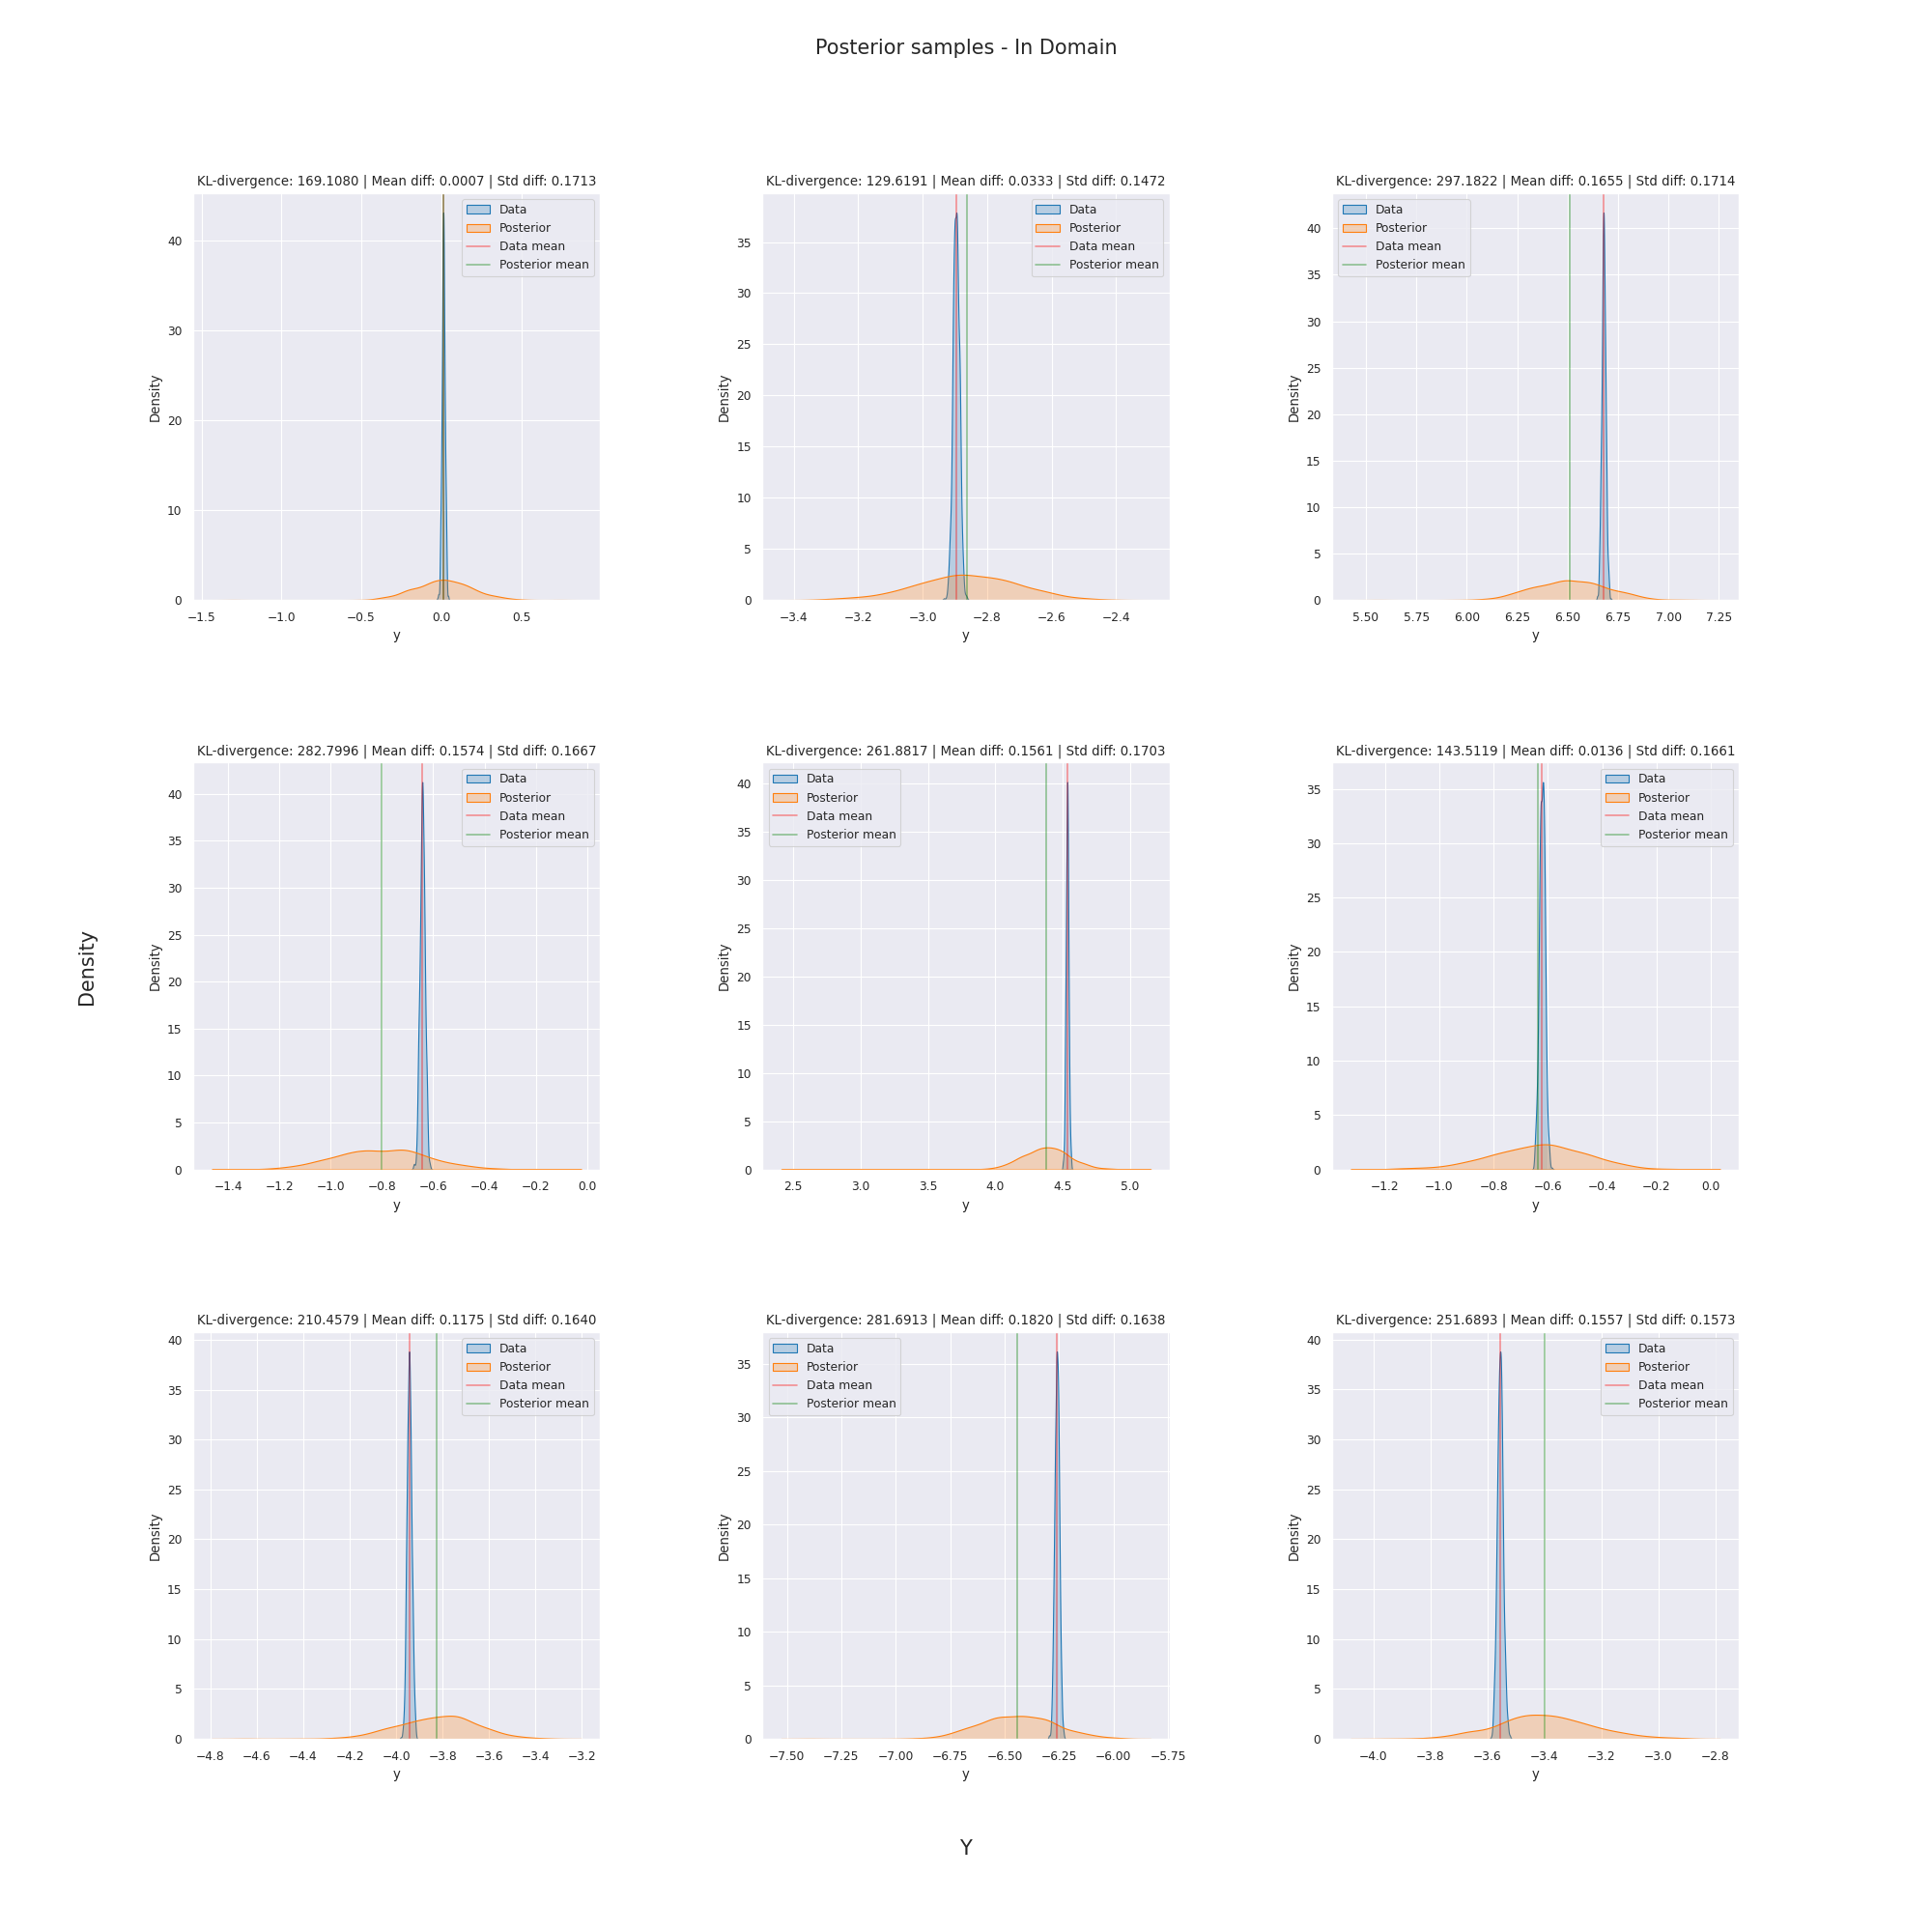 Posterior samples - In Domain
KL-divergence: 169.1080 | Mean diff: 0.0007 | Std diff: 0.1713
Data
Posterior
Data mean
Posterior mean
40
30
20
10
0
Density
−1.5 −1.0 −0.5 0.0 0.5
y
KL-divergence: 129.6191 | Mean diff: 0.0333 | Std diff: 0.1472
Data
Posterior
Data mean
Posterior mean
35
30
25
20
15
10
5
0
Density
−3.4 −3.2 −3.0 −2.8 −2.6 −2.4
y
KL-divergence: 297.1822 | Mean diff: 0.1655 | Std diff: 0.1714
Data
Posterior
Data mean
Posterior mean
40
35
30
25
20
15
10
5
0
Density
5.50 5.75 6.00 6.25 6.50 6.75 7.00 7.25
y
KL-divergence: 282.7996 | Mean diff: 0.1574 | Std diff: 0.1667
Data
Posterior
Data mean
Posterior mean
40
35
30
25
20
15
10
5
0
Density
Density
−1.4 −1.2 −1.0 −0.8 −0.6 −0.4 −0.2 0.0
y
KL-divergence: 261.8817 | Mean diff: 0.1561 | Std diff: 0.1703
Data
Posterior
Data mean
Posterior mean
40
35
30
25
20
15
10
5
0
Density
2.5 3.0 3.5 4.0 4.5 5.0
y
KL-divergence: 143.5119 | Mean diff: 0.0136 | Std diff: 0.1661
Data
Posterior
Data mean
Posterior mean
35
30
25
20
15
10
5
0
Density
−1.2 −1.0 −0.8 −0.6 −0.4 −0.2 0.0
y
KL-divergence: 210.4579 | Mean diff: 0.1175 | Std diff: 0.1640
Data
Posterior
Data mean
Posterior mean
40
35
30
25
20
15
10
5
0
Density
−4.8 −4.6 −4.4 −4.2 −4.0 −3.8 −3.6 −3.4 −3.2
y
KL-divergence: 281.6913 | Mean diff: 0.1820 | Std diff: 0.1638
Data
Posterior
Data mean
Posterior mean
35
30
25
20
15
10
5
0
Density
−7.50 −7.25 −7.00 −6.75 −6.50 −6.25 −6.00 −5.75
y
KL-divergence: 251.6893 | Mean diff: 0.1557 | Std diff: 0.1573
Data
Posterior
Data mean
Posterior mean
40
35
30
25
20
15
10
5
0
Density
−4.0 −3.8 −3.6 −3.4 −3.2 −3.0 −2.8
y
Y